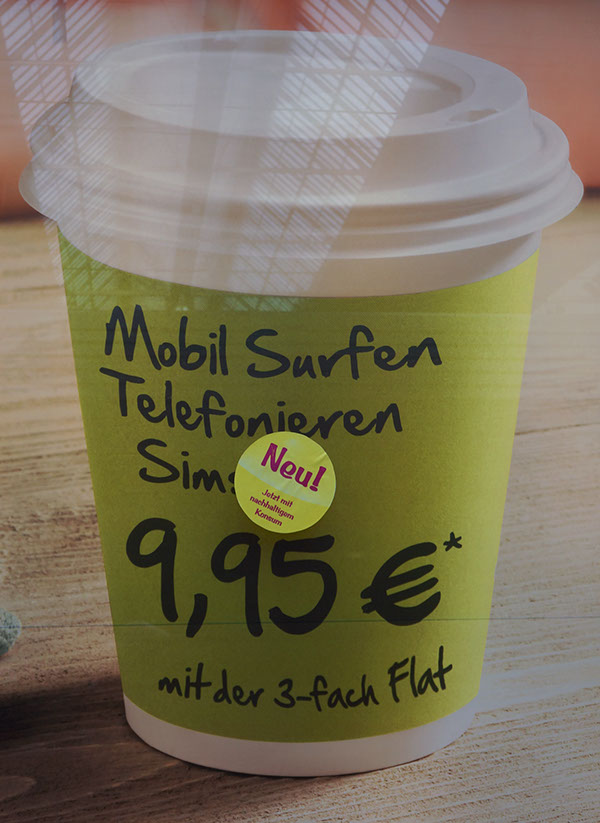 Mobil Surfen
Telefonieren
Sims
Neu!
Jetzt mit
nachhaltigem
Konsum
9,95 €*
mit der 3-fach Flat